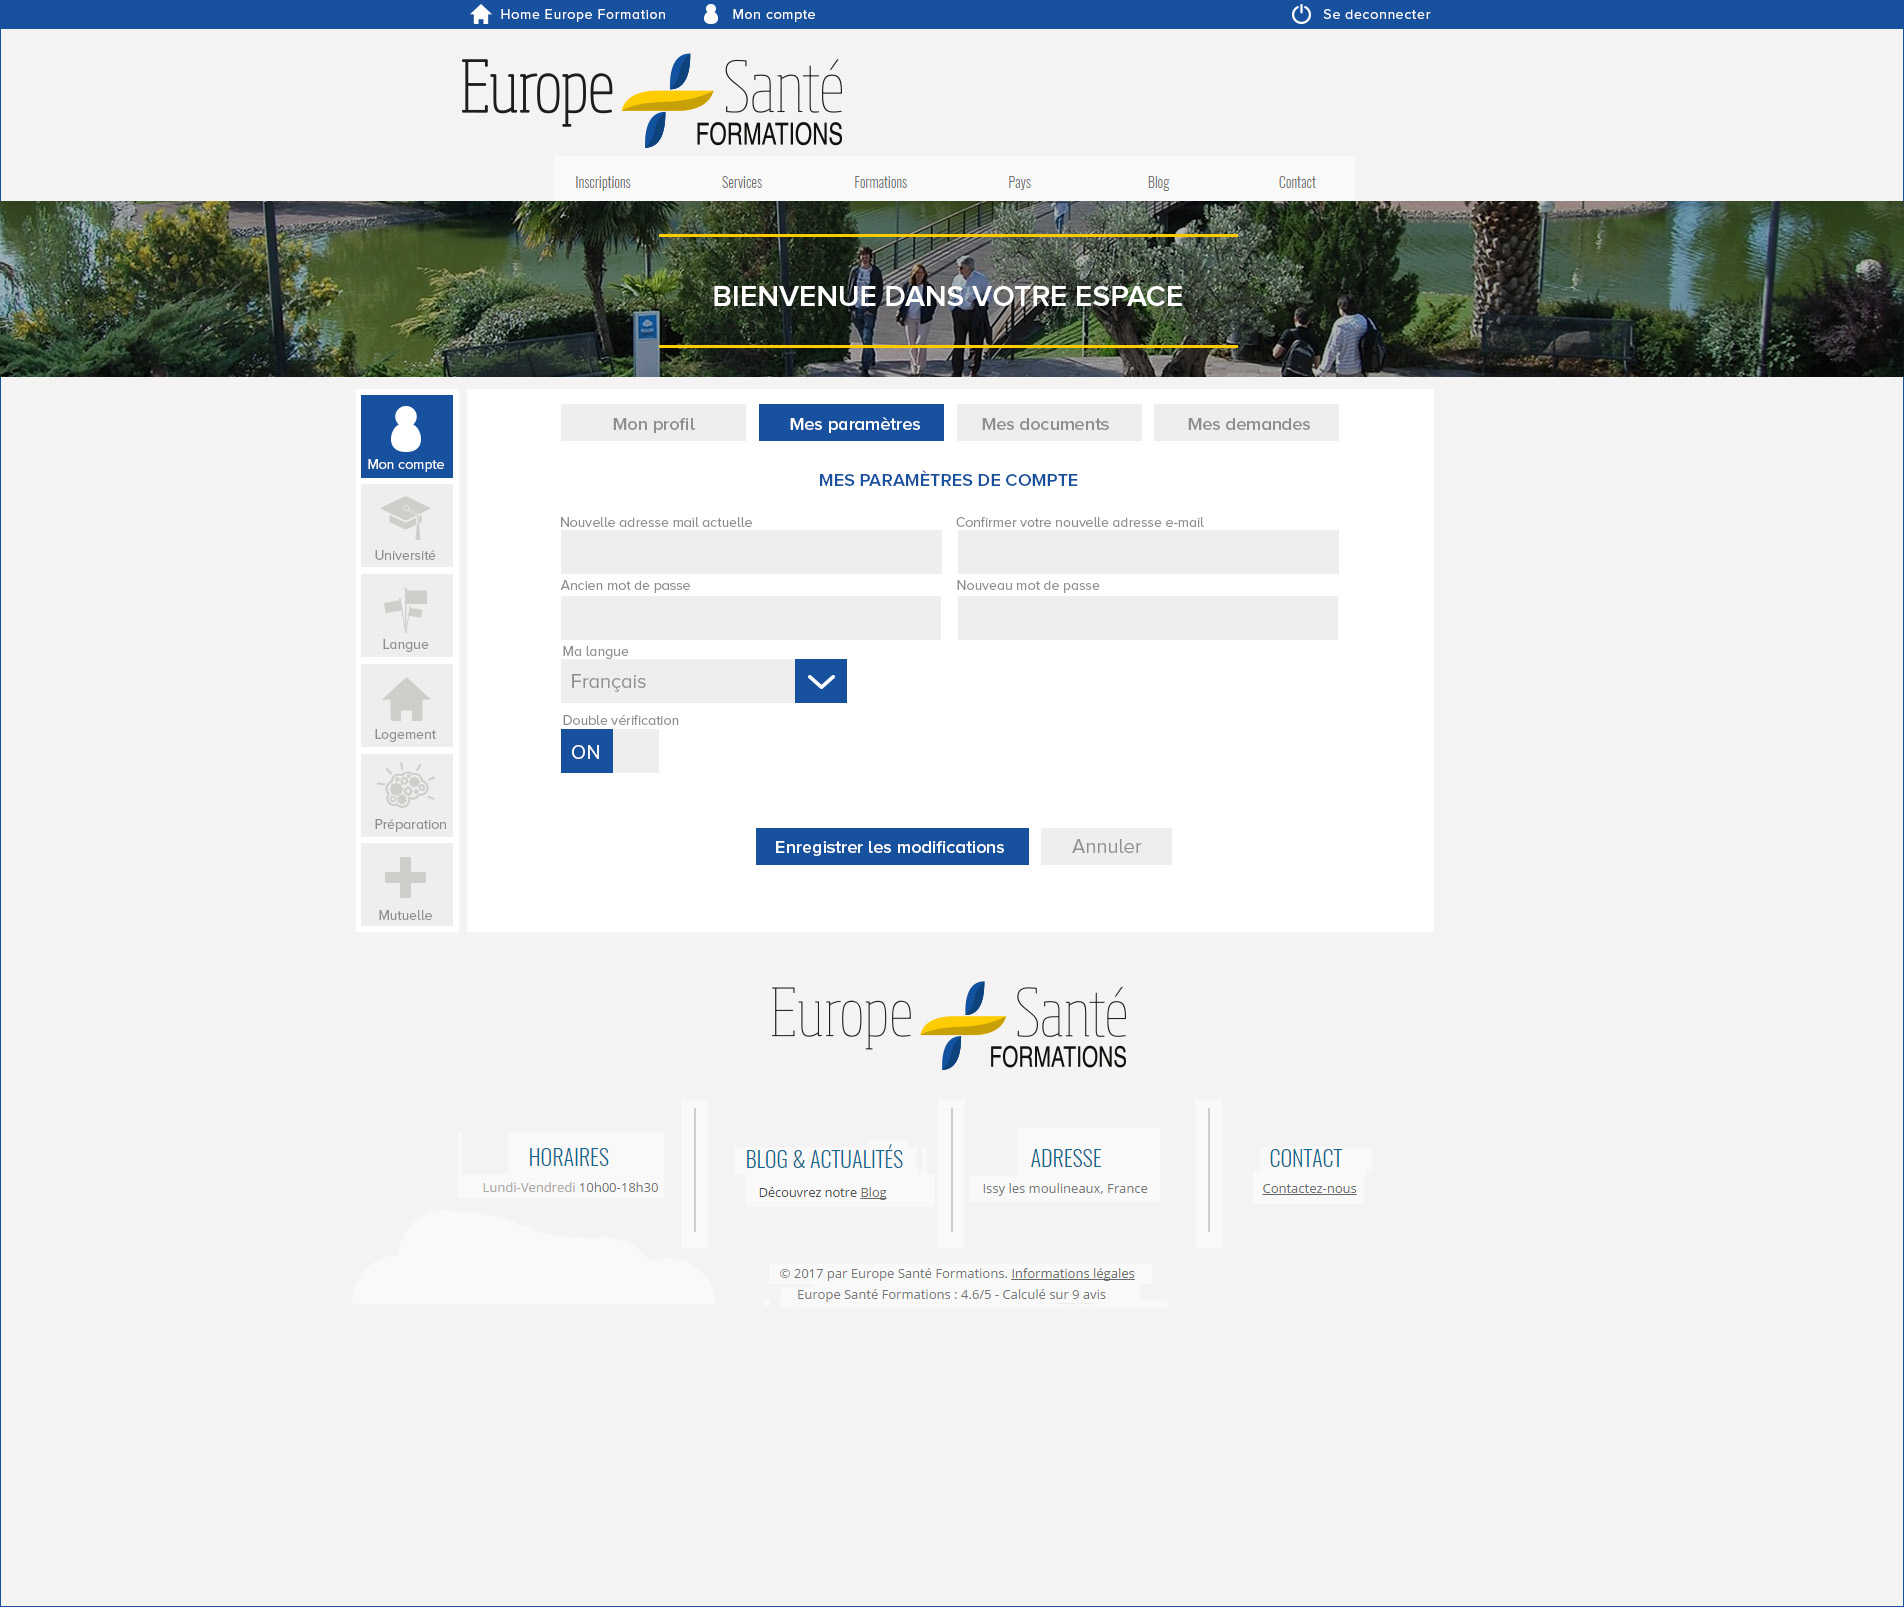 Home Europe Formation
Mon compte
Se deconnecter
Europe Santé
FORMATIONS
Inscriptions
Services
Formations
Pays
Blog
Contact
BIENVENUE DANS VOTRE ESPACE
Mon compte
Université
Langue
Logement
Préparation
Mutuelle
Mon profil
Mes paramètres
Mes documents
Mes demandes
MES PARAMÈTRES DE COMPTE
Nouvelle adresse mail actuelle
Confirmer votre nouvelle adresse e-mail
Ancien mot de passe
Nouveau mot de passe
Ma langue
Français
Double vérification
ON
Enregistrer les modifications
Annuler
Europe Santé
FORMATIONS
HORAIRES
Lundi-Vendredi 10h00-18h30
BLOG & ACTUALITÉS
Découvrez notre Blog
ADRESSE
Issy les moulineaux, France
CONTACT
Contactez-nous
© 2017 par Europe Santé Formations. Informations légales
Europe Santé Formations : 4.6/5 - Calculé sur 9 avis